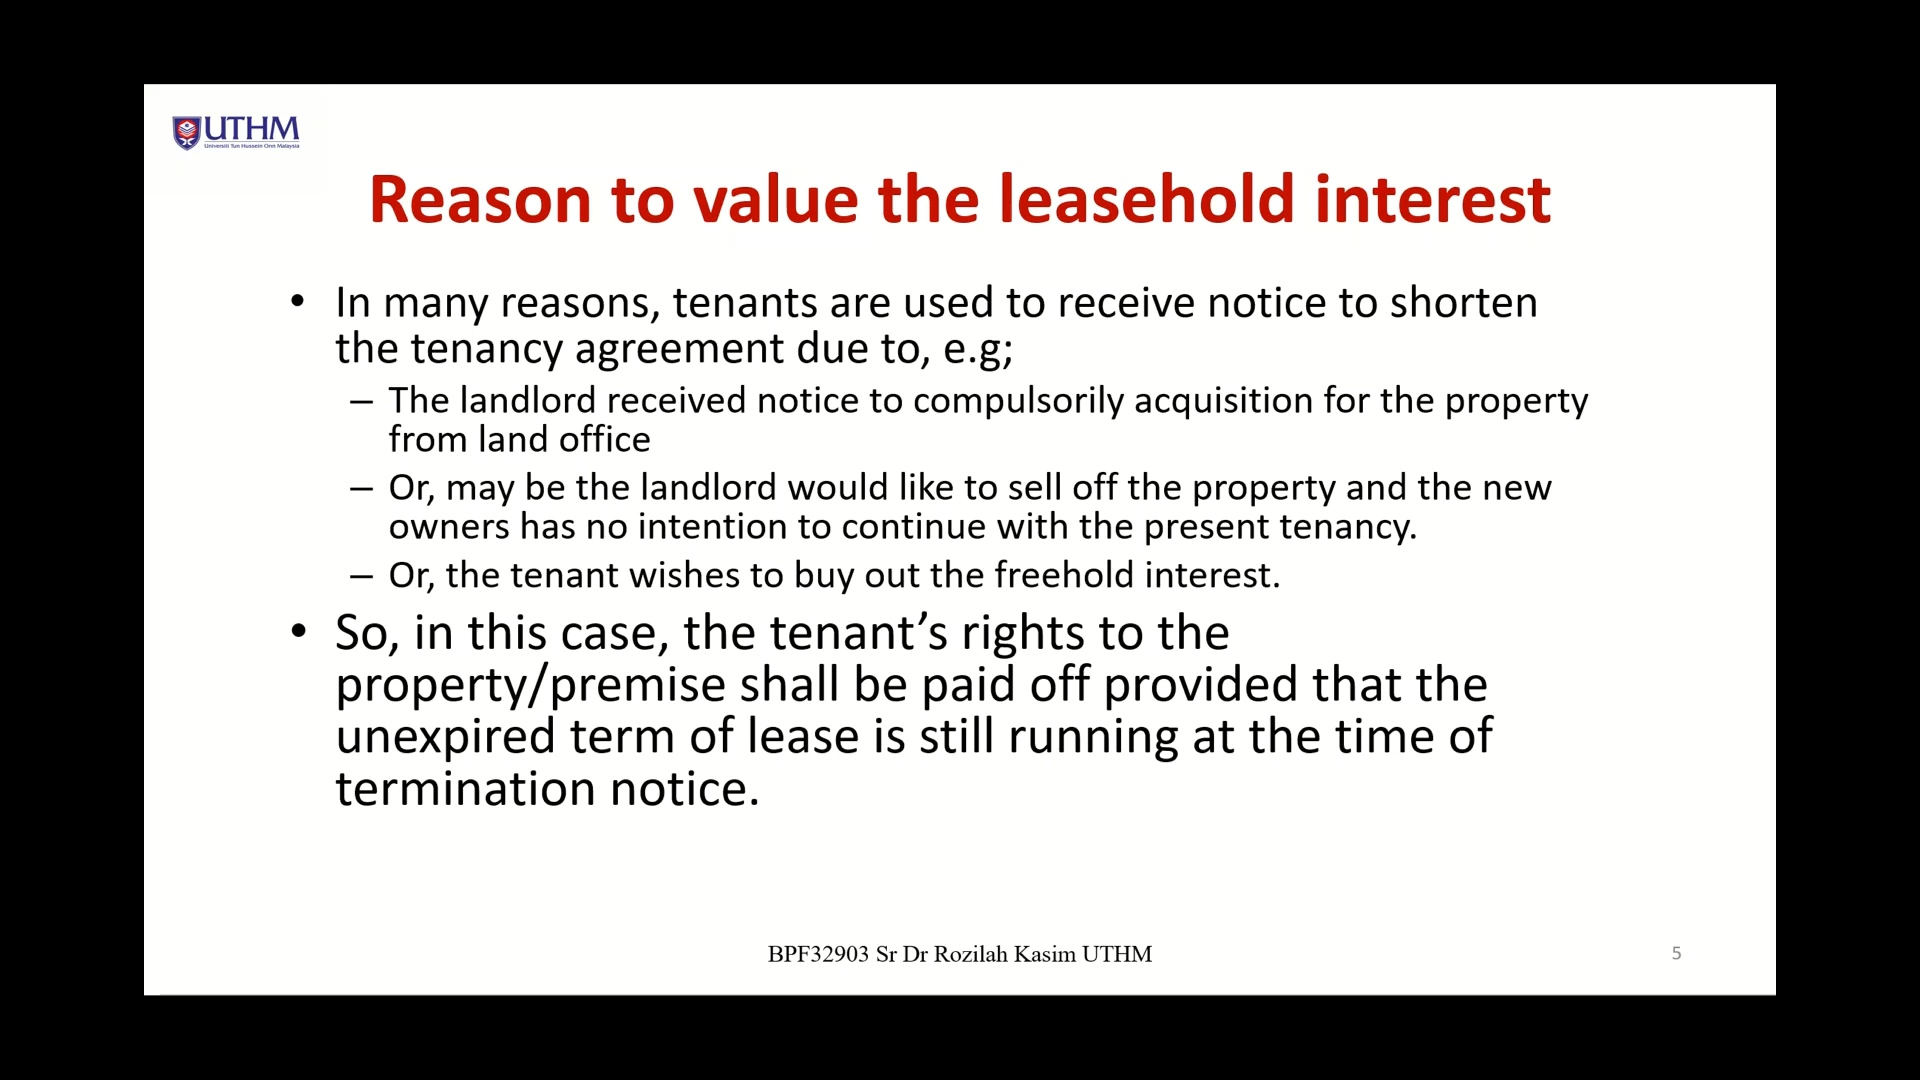 UTHM
Universiti Tun Hussein Onn Malaysia
Reason to value the leasehold interest
• In many reasons, tenants are used to receive notice to shorten
the tenancy agreement due to, e.g;
– The landlord received notice to compulsorily acquisition for the property
from land office
– Or, may be the landlord would like to sell off the property and the new
owners has no intention to continue with the present tenancy.
– Or, the tenant wishes to buy out the freehold interest.
• So, in this case, the tenant’s rights to the
property/premise shall be paid off provided that the
unexpired term of lease is still running at the time of
termination notice.
BPF32903 Sr Dr Rozilah Kasim UTHM
5